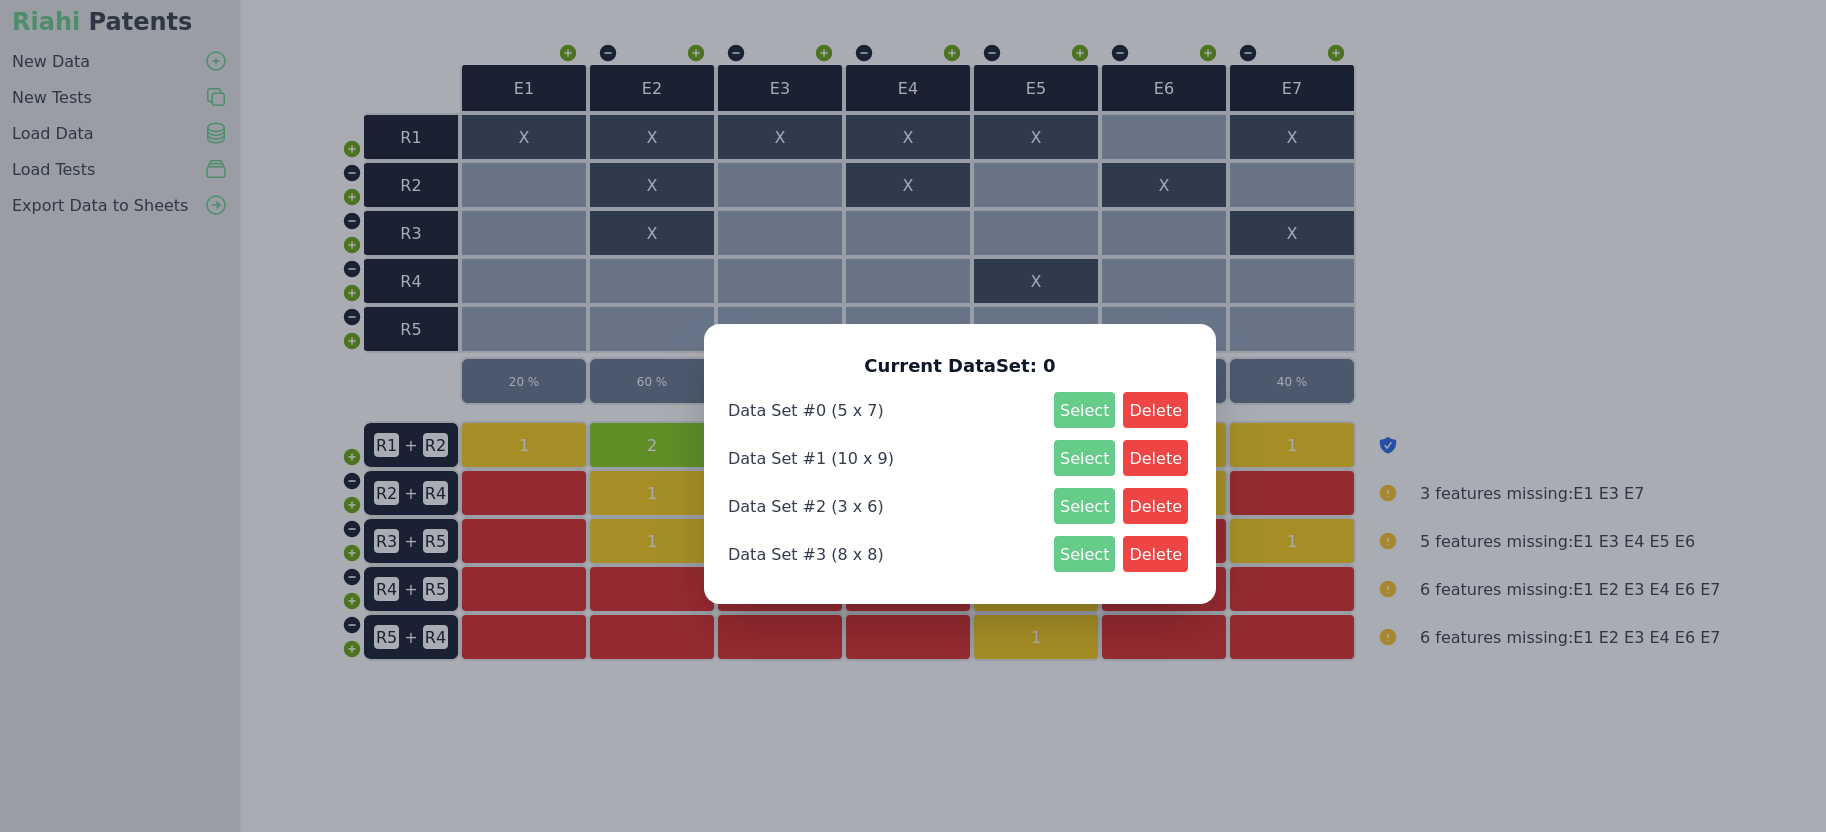 Riahi Patents
New Data
New Tests
Load Data
Load Tests
Export Data to Sheets
E1 E2 E3 E4 E5 E6 E7
R1 X X X X X X
R2 X X X
R3 X X
R4 X
R5
20 % 60 % 40 %
Current DataSet: 0
Data Set #0 (5 x 7) Select Delete
Data Set #1 (10 x 9) Select Delete
Data Set #2 (3 x 6) Select Delete
Data Set #3 (8 x 8) Select Delete
R1 + R2 1 2 1
R2 + R4 1 3 features missing:E1 E3 E7
R3 + R5 1 1 5 features missing:E1 E3 E4 E5 E6
R4 + R5 6 features missing:E1 E2 E3 E4 E6 E7
R5 + R4 1 6 features missing:E1 E2 E3 E4 E6 E7